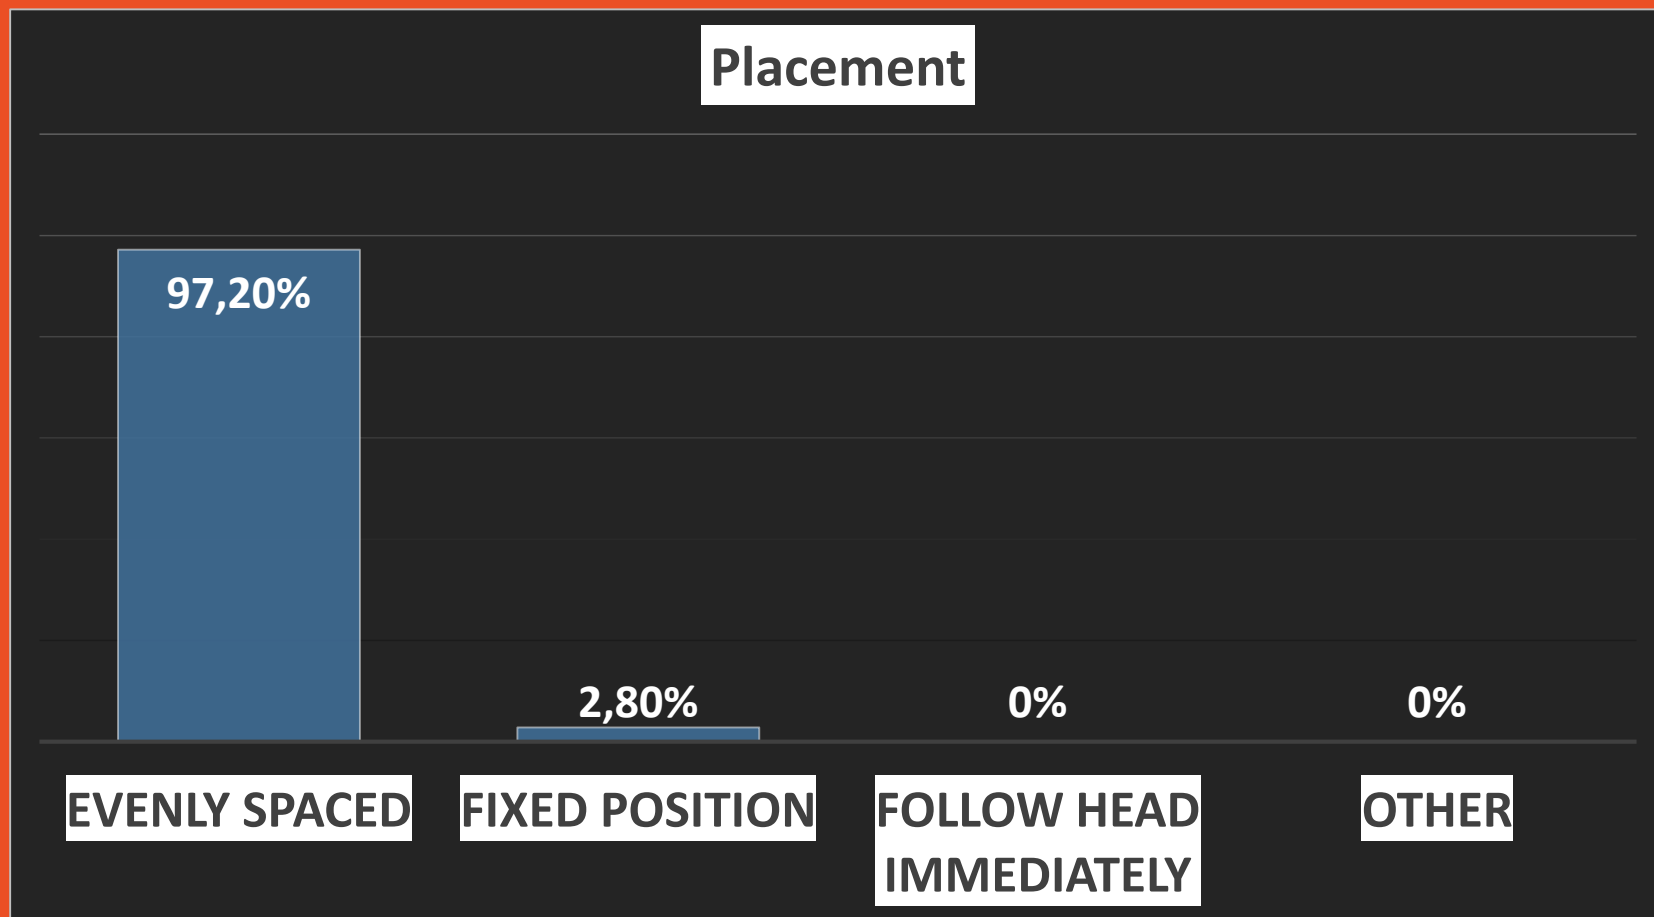 Placement
97,20%
2,80%
0%
0%
EVENLY SPACED
FIXED POSITION
FOLLOW HEAD
IMMEDIATELY
OTHER